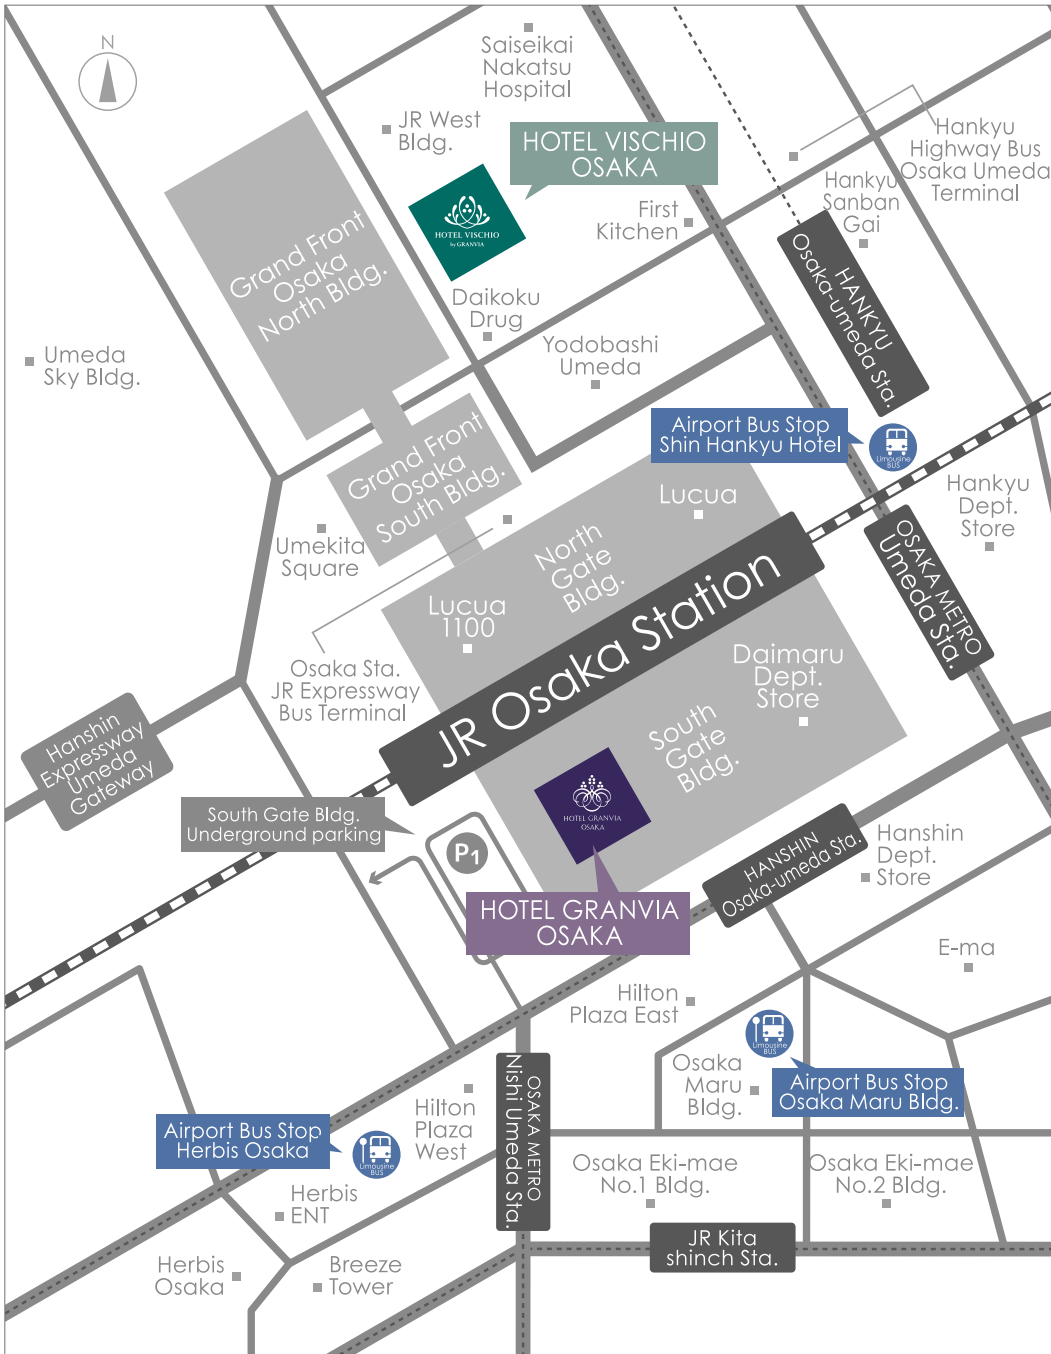 N
Saiseikai
Nakatsu
Hospital
JR West
Bldg.
HOTEL VISCHIO
OSAKA
Hankyu
Highway Bus
Osaka Umeda
Terminal
Hankyu
Sanban
Gai
First
Kitchen
HOTEL VISCHIO
by GRANVIA
Grand Front
Osaka
North Bldg.
HANKYU
Osaka-umeda Sta.
Daikoku
Drug
Umeda
Sky Bldg.
Yodobashi
Umeda
Airport Bus Stop
Shin Hankyu Hotel
Limousine
BUS
Grand Front
Osaka
South Bldg.
Lucua
Hankyu
Dept.
Store
Umekita
Square
North
Gate
Bldg.
OSAKA METRO
Umeda Sta.
Lucua
1100
JR Osaka Station
Osaka Sta.
JR Expressway
Bus Terminal
Daimaru
Dept.
Store
South
Gate
Bldg.
Hanshin
Expressway
Umeda
Gateway
South Gate Bldg.
Underground parking
P1
HOTEL GRANVIA
OSAKA
HANSHIN
Osaka-umeda Sta.
Hanshin
Dept.
Store
HOTEL GRANVIA
OSAKA
E-ma
Hilton
Plaza East
Limousine
BUS
Osaka
Maru
Bldg.
Airport Bus Stop
Osaka Maru Bldg.
OSAKA METRO
Nishi Umeda Sta.
Hilton
Plaza
West
Airport Bus Stop
Herbis Osaka
Limousine
BUS
Osaka Eki-mae
No.1 Bldg.
Osaka Eki-mae
No.2 Bldg.
Herbis
ENT
JR Kita
shinch Sta.
Herbis
Osaka
Breeze
Tower